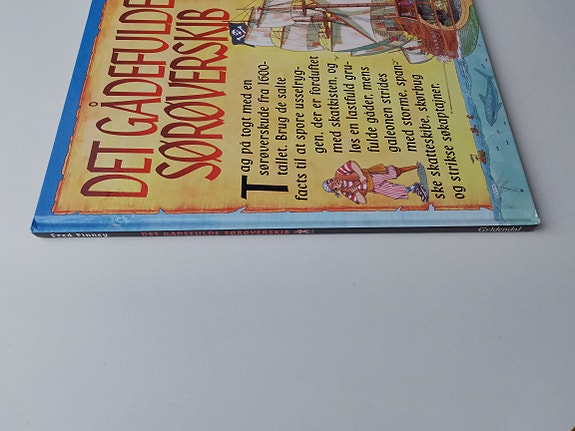 DET GÅDEFULDE
SØRØVERSKIB
Tag på togt med en
sørøverskude fra 1600-
tallet. Brug de salte
facts til at spore usselryg-
gen, der er forduftet
med skatkisten, og
løs en lastfuld gru-
fulde gåder, mens
galeonen strides
med storme, span-
ske skatteskibe, skørbug
og strikse søkaptajner.
Fred Finney DET GÅDEFULDE SØRØVERSKIB Gyldendal